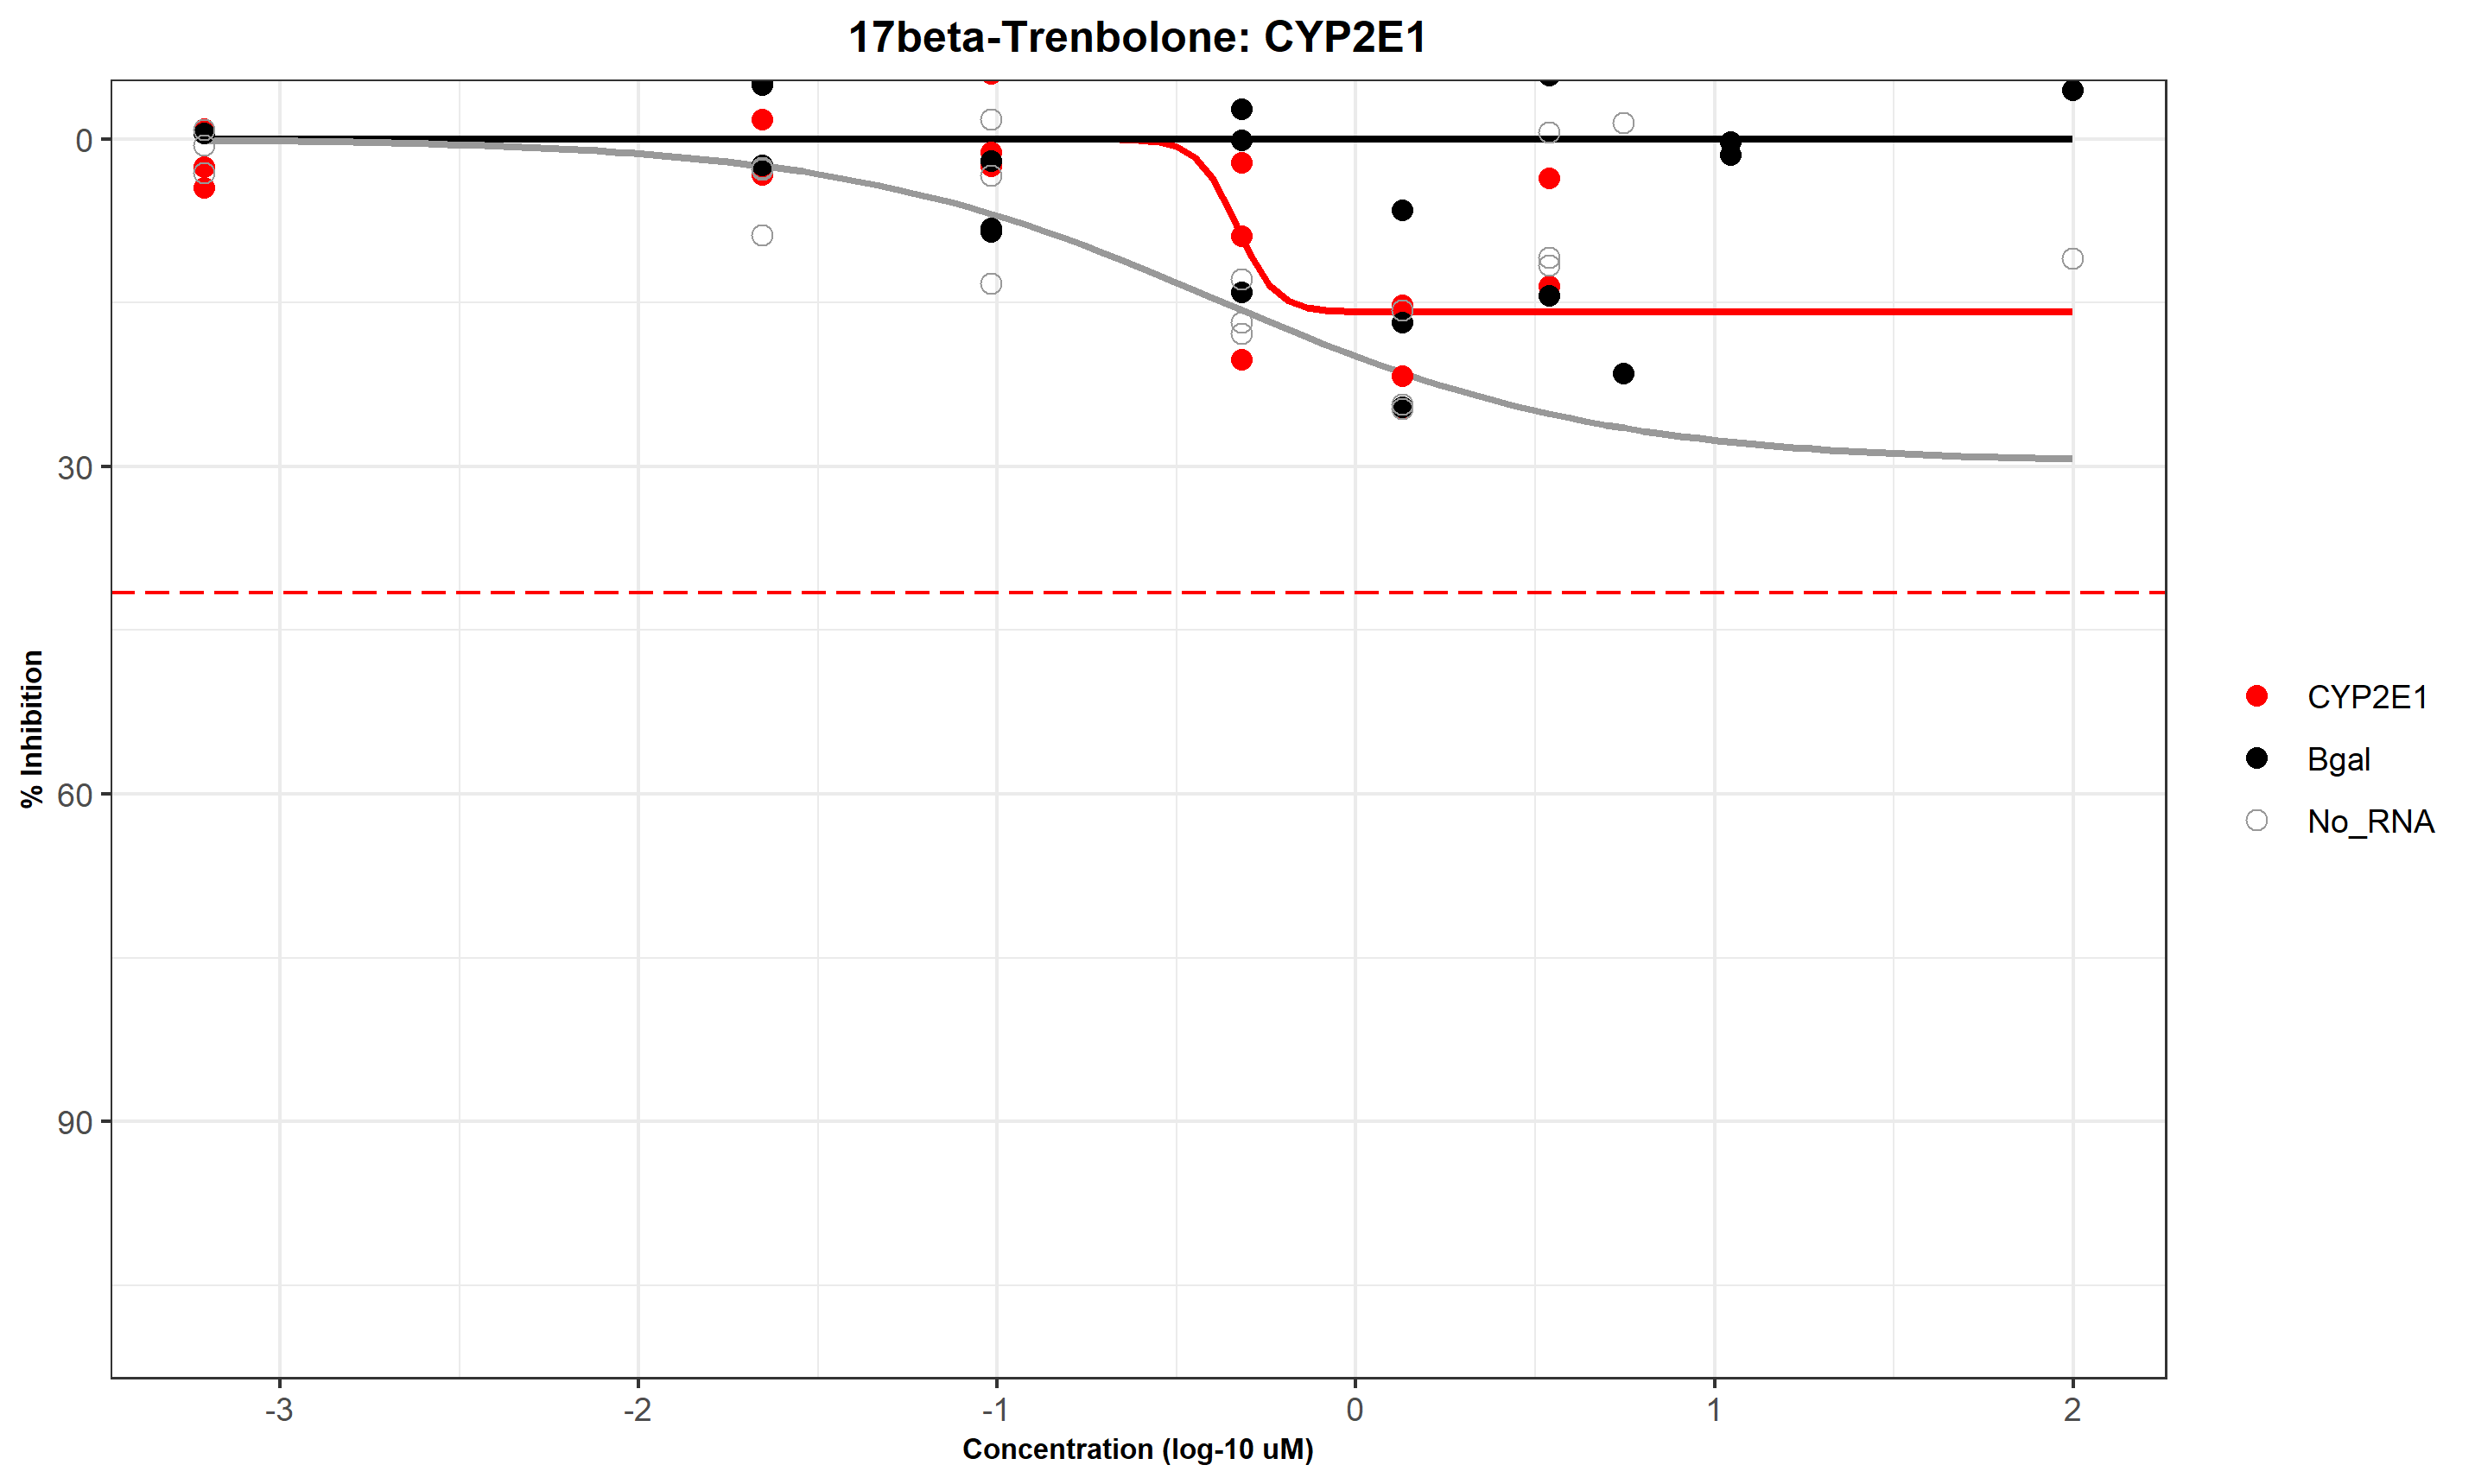 17beta-Trenbolone: CYP2E1
0
30
60
90
% Inhibition
-3
-2
-1
0
1
2
Concentration (log-10 uM)
CYP2E1
Bgal
No_RNA